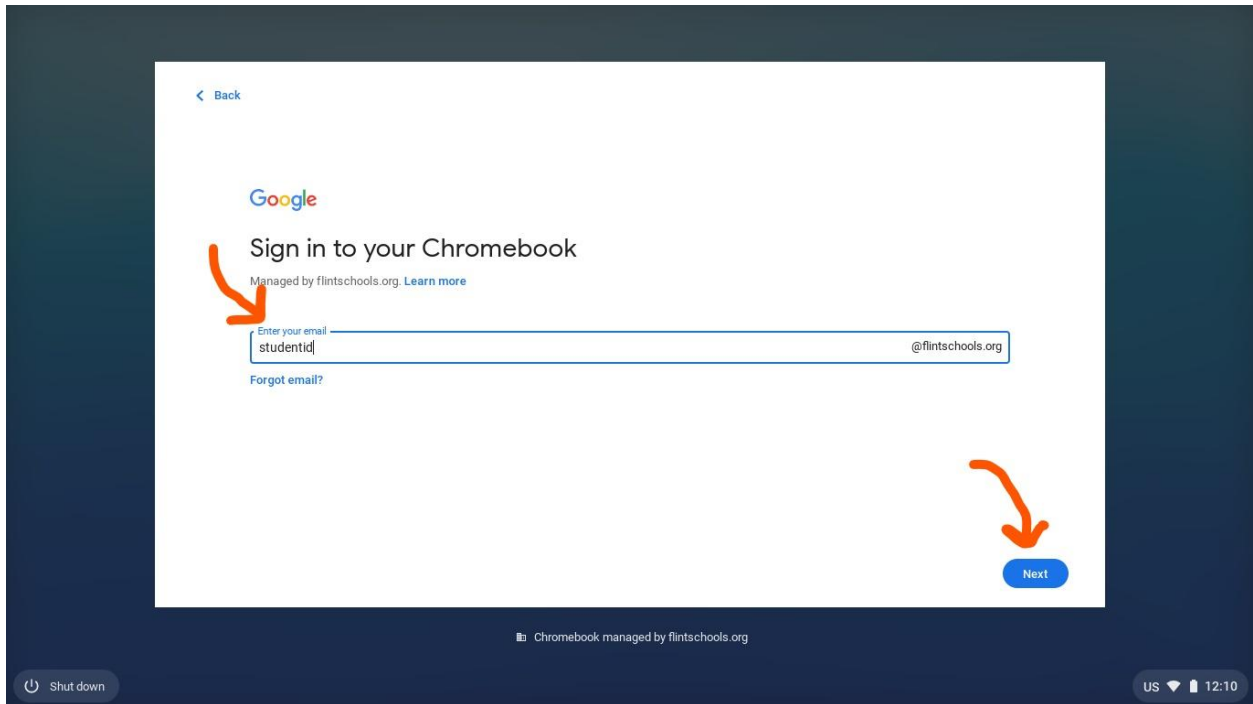 Back
Google
Sign in to your Chromebook
Managed by flintschools.org. Learn more
Enter your email
studentid @flintschools.org
Forgot email?
Next
Chromebook managed by flintschools.org
Shut down US 12:10